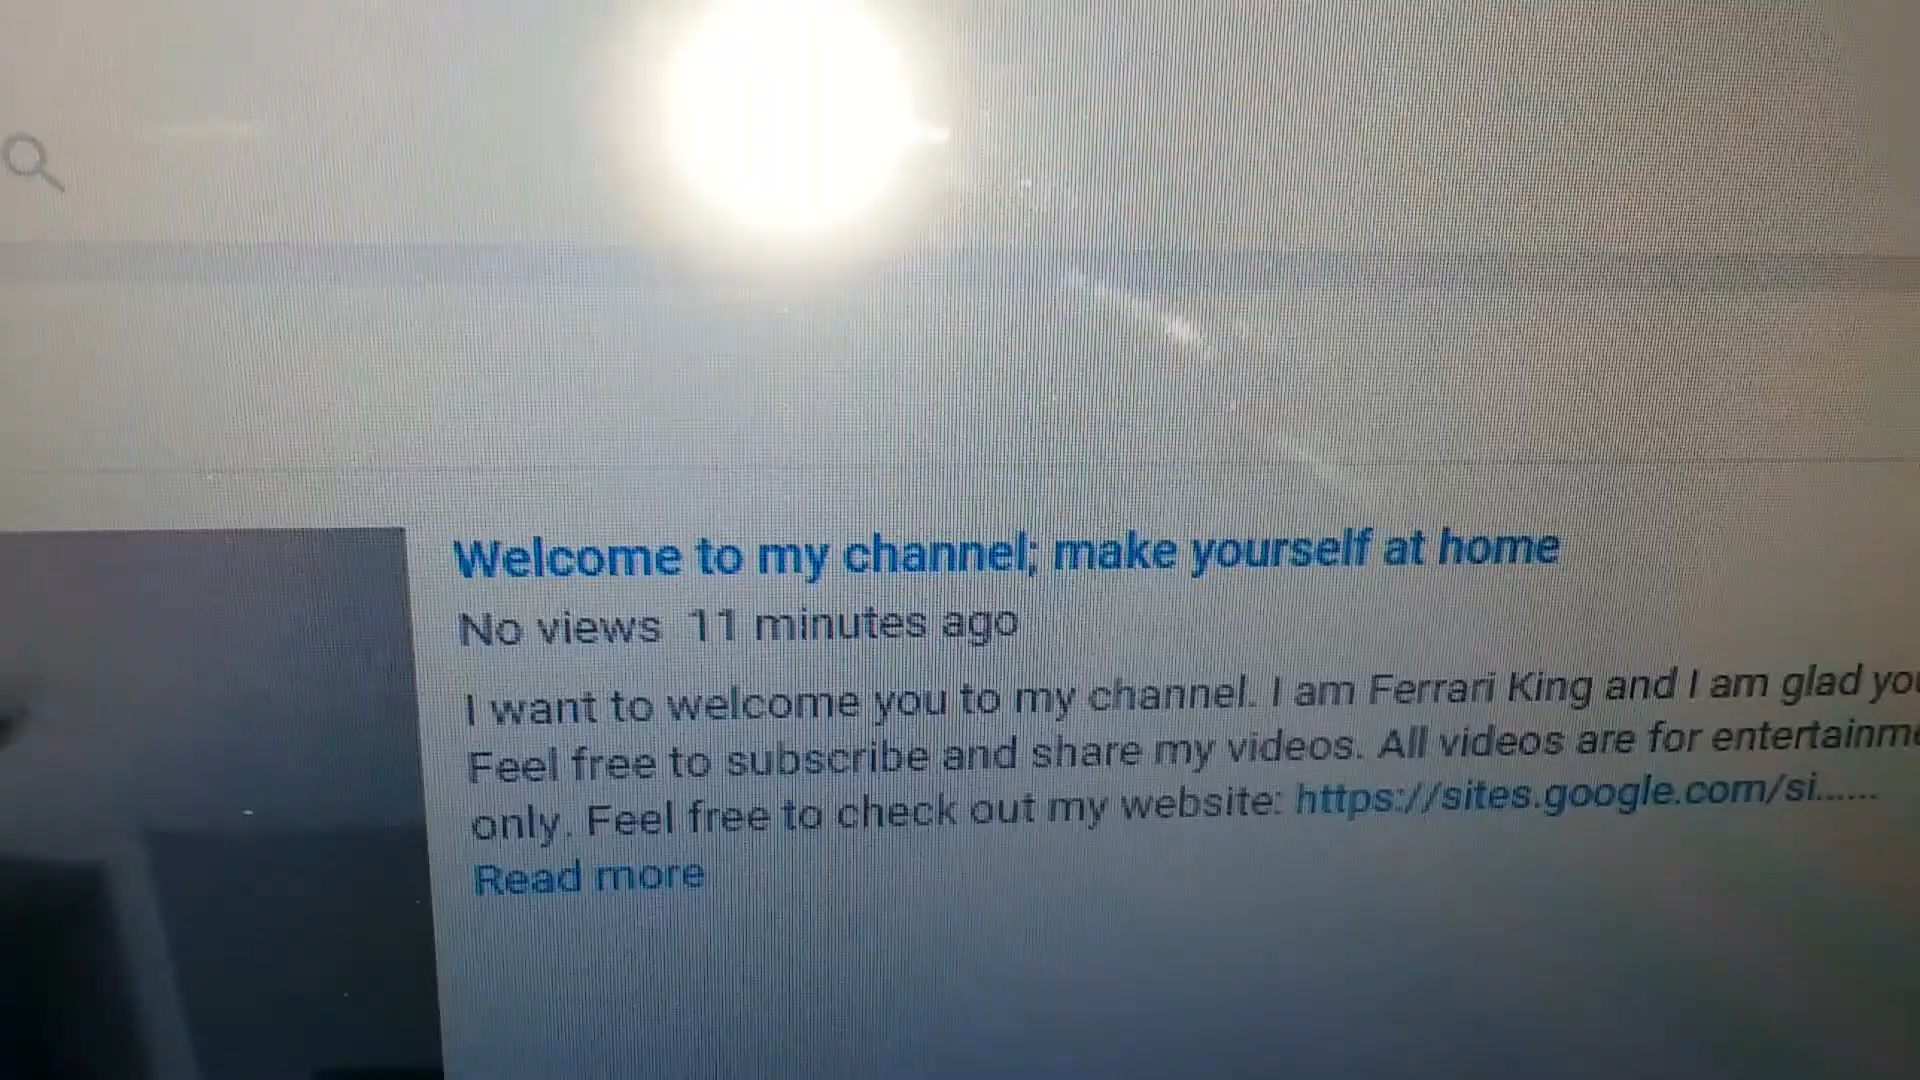 Welcome to my channel; make yourself at home
No views 11 minutes ago
I want to welcome you to my channel. I am Ferrari King and I am glad you
Feel free to subscribe and share my videos. All videos are for
only. Feel free to check out my website: https://sites.google.com/si......
Read more